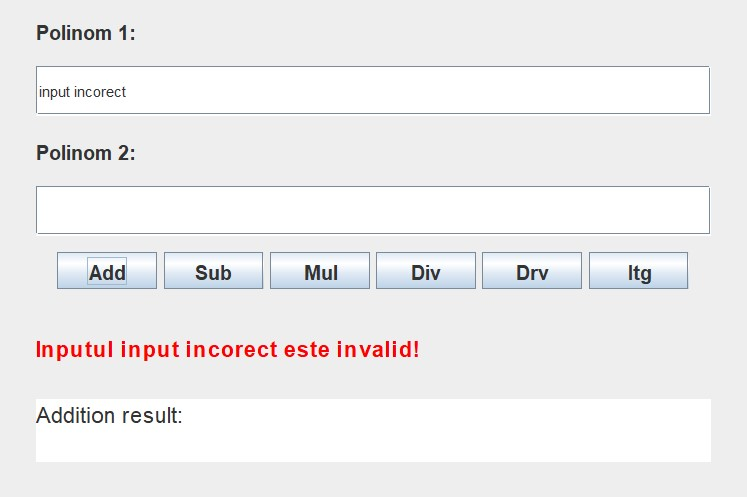 Polinom 1:
input incorect
Polinom 2:
Add Sub Mul Div Drv Itg
Inputul input incorect este invalid!
Addition result: